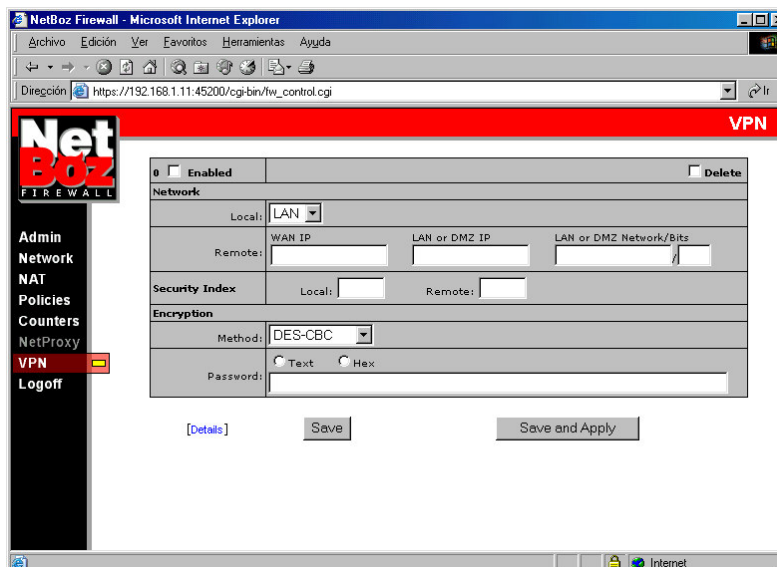 NetBoz Firewall - Microsoft Internet Explorer
Archivo Edición Ver Favoritos Herramientas Ayuda
Dirección https://192.168.1.11:45200/cgi-bin/fw_control.cgi Ir
VPN
Net
Boz
FIREWALL
Admin
Network
NAT
Policies
Counters
NetProxy
VPN
Logoff
0 Enabled Delete
Network
Local: LAN
WAN IP LAN or DMZ IP LAN or DMZ Network/Bits
Remote: /
Security Index Local: Remote:
Encryption
Method: DES-CBC
Text Hex
Password:
[Details] Save Save and Apply
Internet